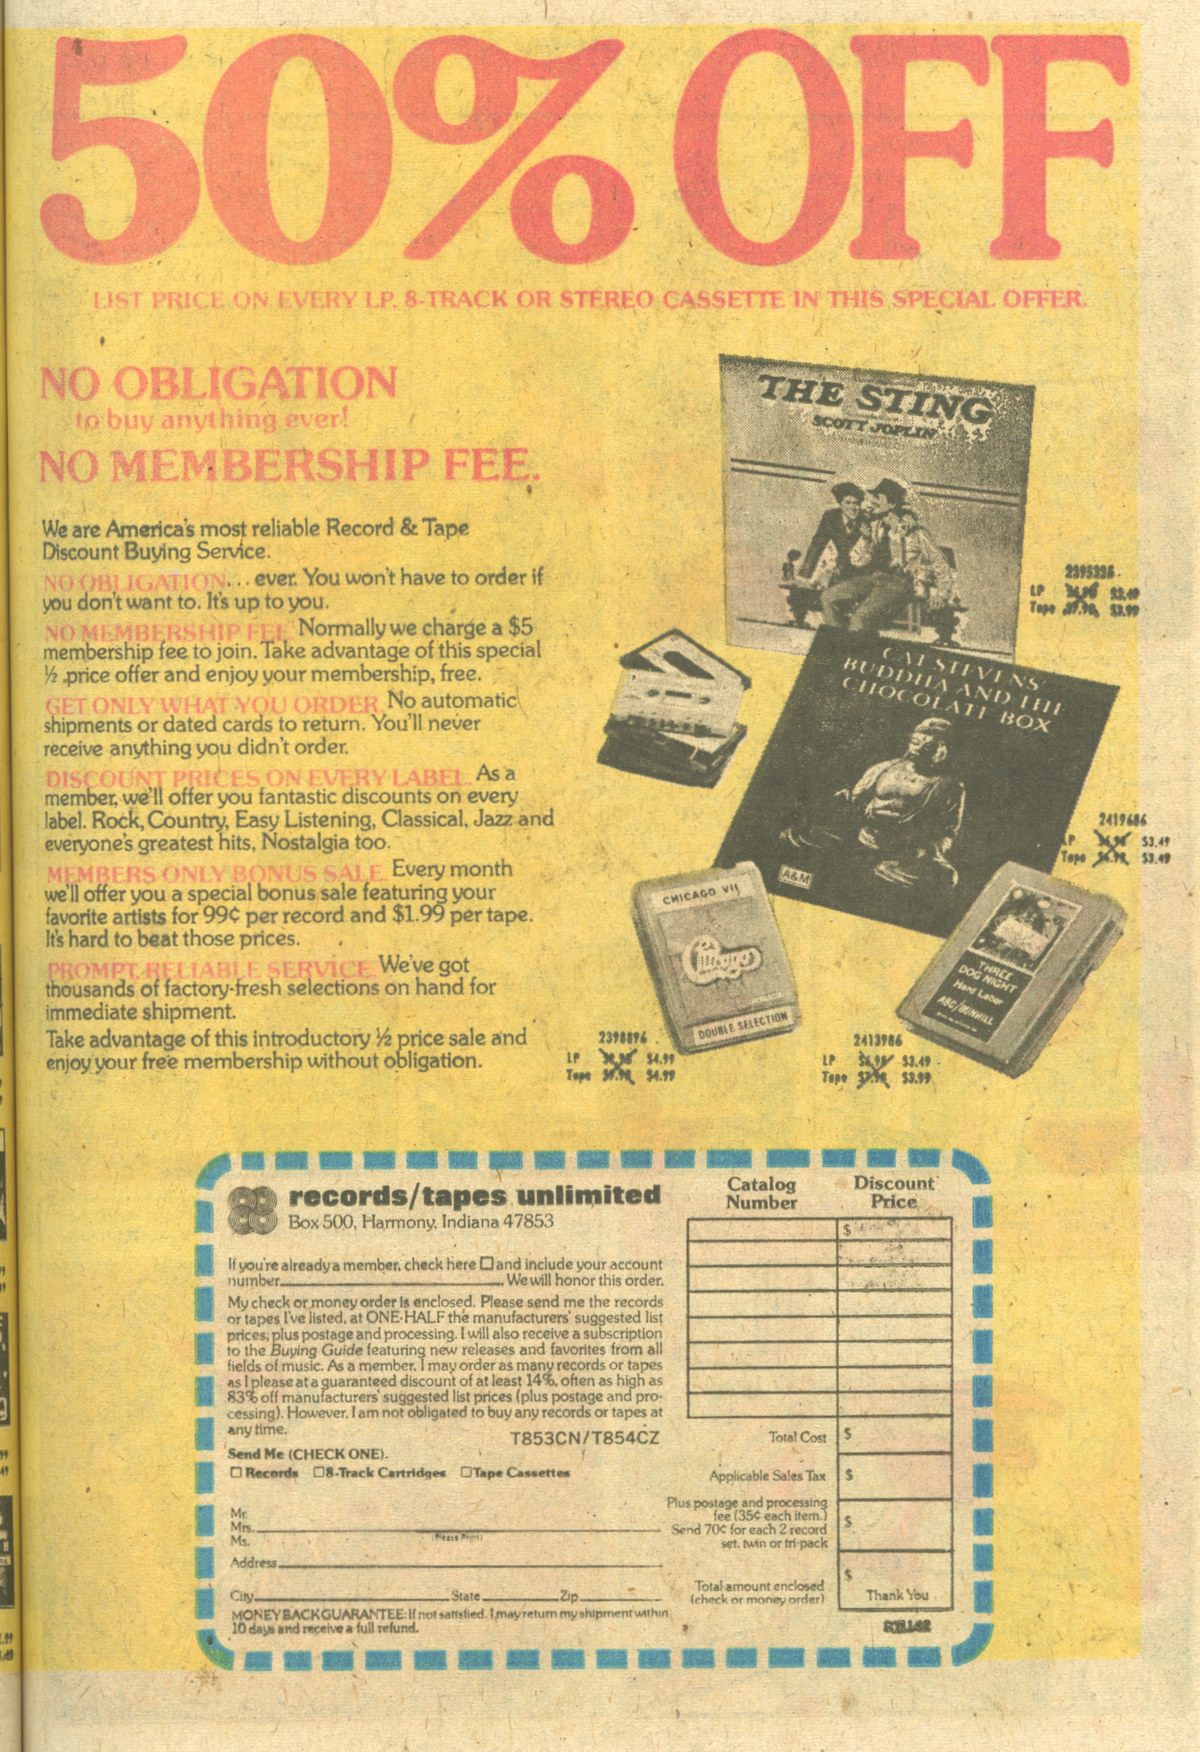 50% OFF
LIST PRICE ON EVERY LP, 8-TRACK OR STEREO CASSETTE IN THIS SPECIAL OFFER.
NO OBLIGATION
to buy anything ever!
NO MEMBERSHIP FEE.
We are America's most reliable Record & Tape
Discount Buying Service.
NO OBLIGATION... ever. You won't have to order if
you don't want to. It's up to you.
NO MEMBERSHIP FEE Normally we charge a $5
membership fee to join. Take advantage of this special
½ price offer and enjoy your membership, free.
GET ONLY WHAT YOU ORDER No automatic
shipments or dated cards to return. You'll never
receive anything you didn't order.
DISCOUNT PRICES ON EVERY LABEL As a
member, we'll offer you fantastic discounts on every
label. Rock, Country, Easy Listening, Classical, Jazz and
everyone's greatest hits, Nostalgia too.
MEMBERS ONLY BONUS SALE Every month
we'll offer you a special bonus sale featuring your
favorite artists for 99¢ per record and $1.99 per tape.
It's hard to beat those prices.
PROMPT, RELIABLE SERVICE We've got
thousands of factory-fresh selections on hand for
immediate shipment.
Take advantage of this introductory ½ price sale and
enjoy your free membership without obligation.
THE STING
SCOTT JOPLIN
2395326
LP $3.49
Tape $7.98 $3.99
CAT STEVENS
BUDDHA AND THE
CHOCOLATE BOX
A&M
2419686
LP $6.98 $3.49
Tape $6.98 $3.49
CHICAGO VII
Chicago
DOUBLE SELECTION
2398896
LP $9.98 $4.99
Tape $9.98 $4.99
THREE
DOG NIGHT
Hard Labor
ABC/DUNHILL
2413986
LP $6.98 $3.49
Tape $7.98 $3.99
records/tapes unlimited
Box 500, Harmony, Indiana 47853
If you're already a member, check here □ and include your account
number. We will honor this order.
My check or money order is enclosed. Please send me the records
or tapes I've listed, at ONE-HALF the manufacturers' suggested list
prices, plus postage and processing. I will also receive a subscription
to the Buying Guide featuring new releases and favorites from all
fields of music. As a member, I may order as many records or tapes
as I please at a guaranteed discount of at least 14%, often as high as
83% off manufacturers' suggested list prices (plus postage and pro-
cessing). However, I am not obligated to buy any records or tapes at
any time. T853CN/T854CZ
Send Me (CHECK ONE).
□ Records □ 8-Track Cartridges □ Tape Cassettes
Mr.
Mrs.
Ms.
(Please Print)
Address
City State Zip
MONEY BACK GUARANTEE: If not satisfied, I may return my shipment within
10 days and receive a full refund.
Catalog Number
Discount Price
$
Total Cost $
Applicable Sales Tax $
Plus postage and processing
fee (35¢ each item.)
Send 70¢ for each 2 record
set, twin or tri-pack
$
Total amount enclosed
(check or money order)
$
Thank You